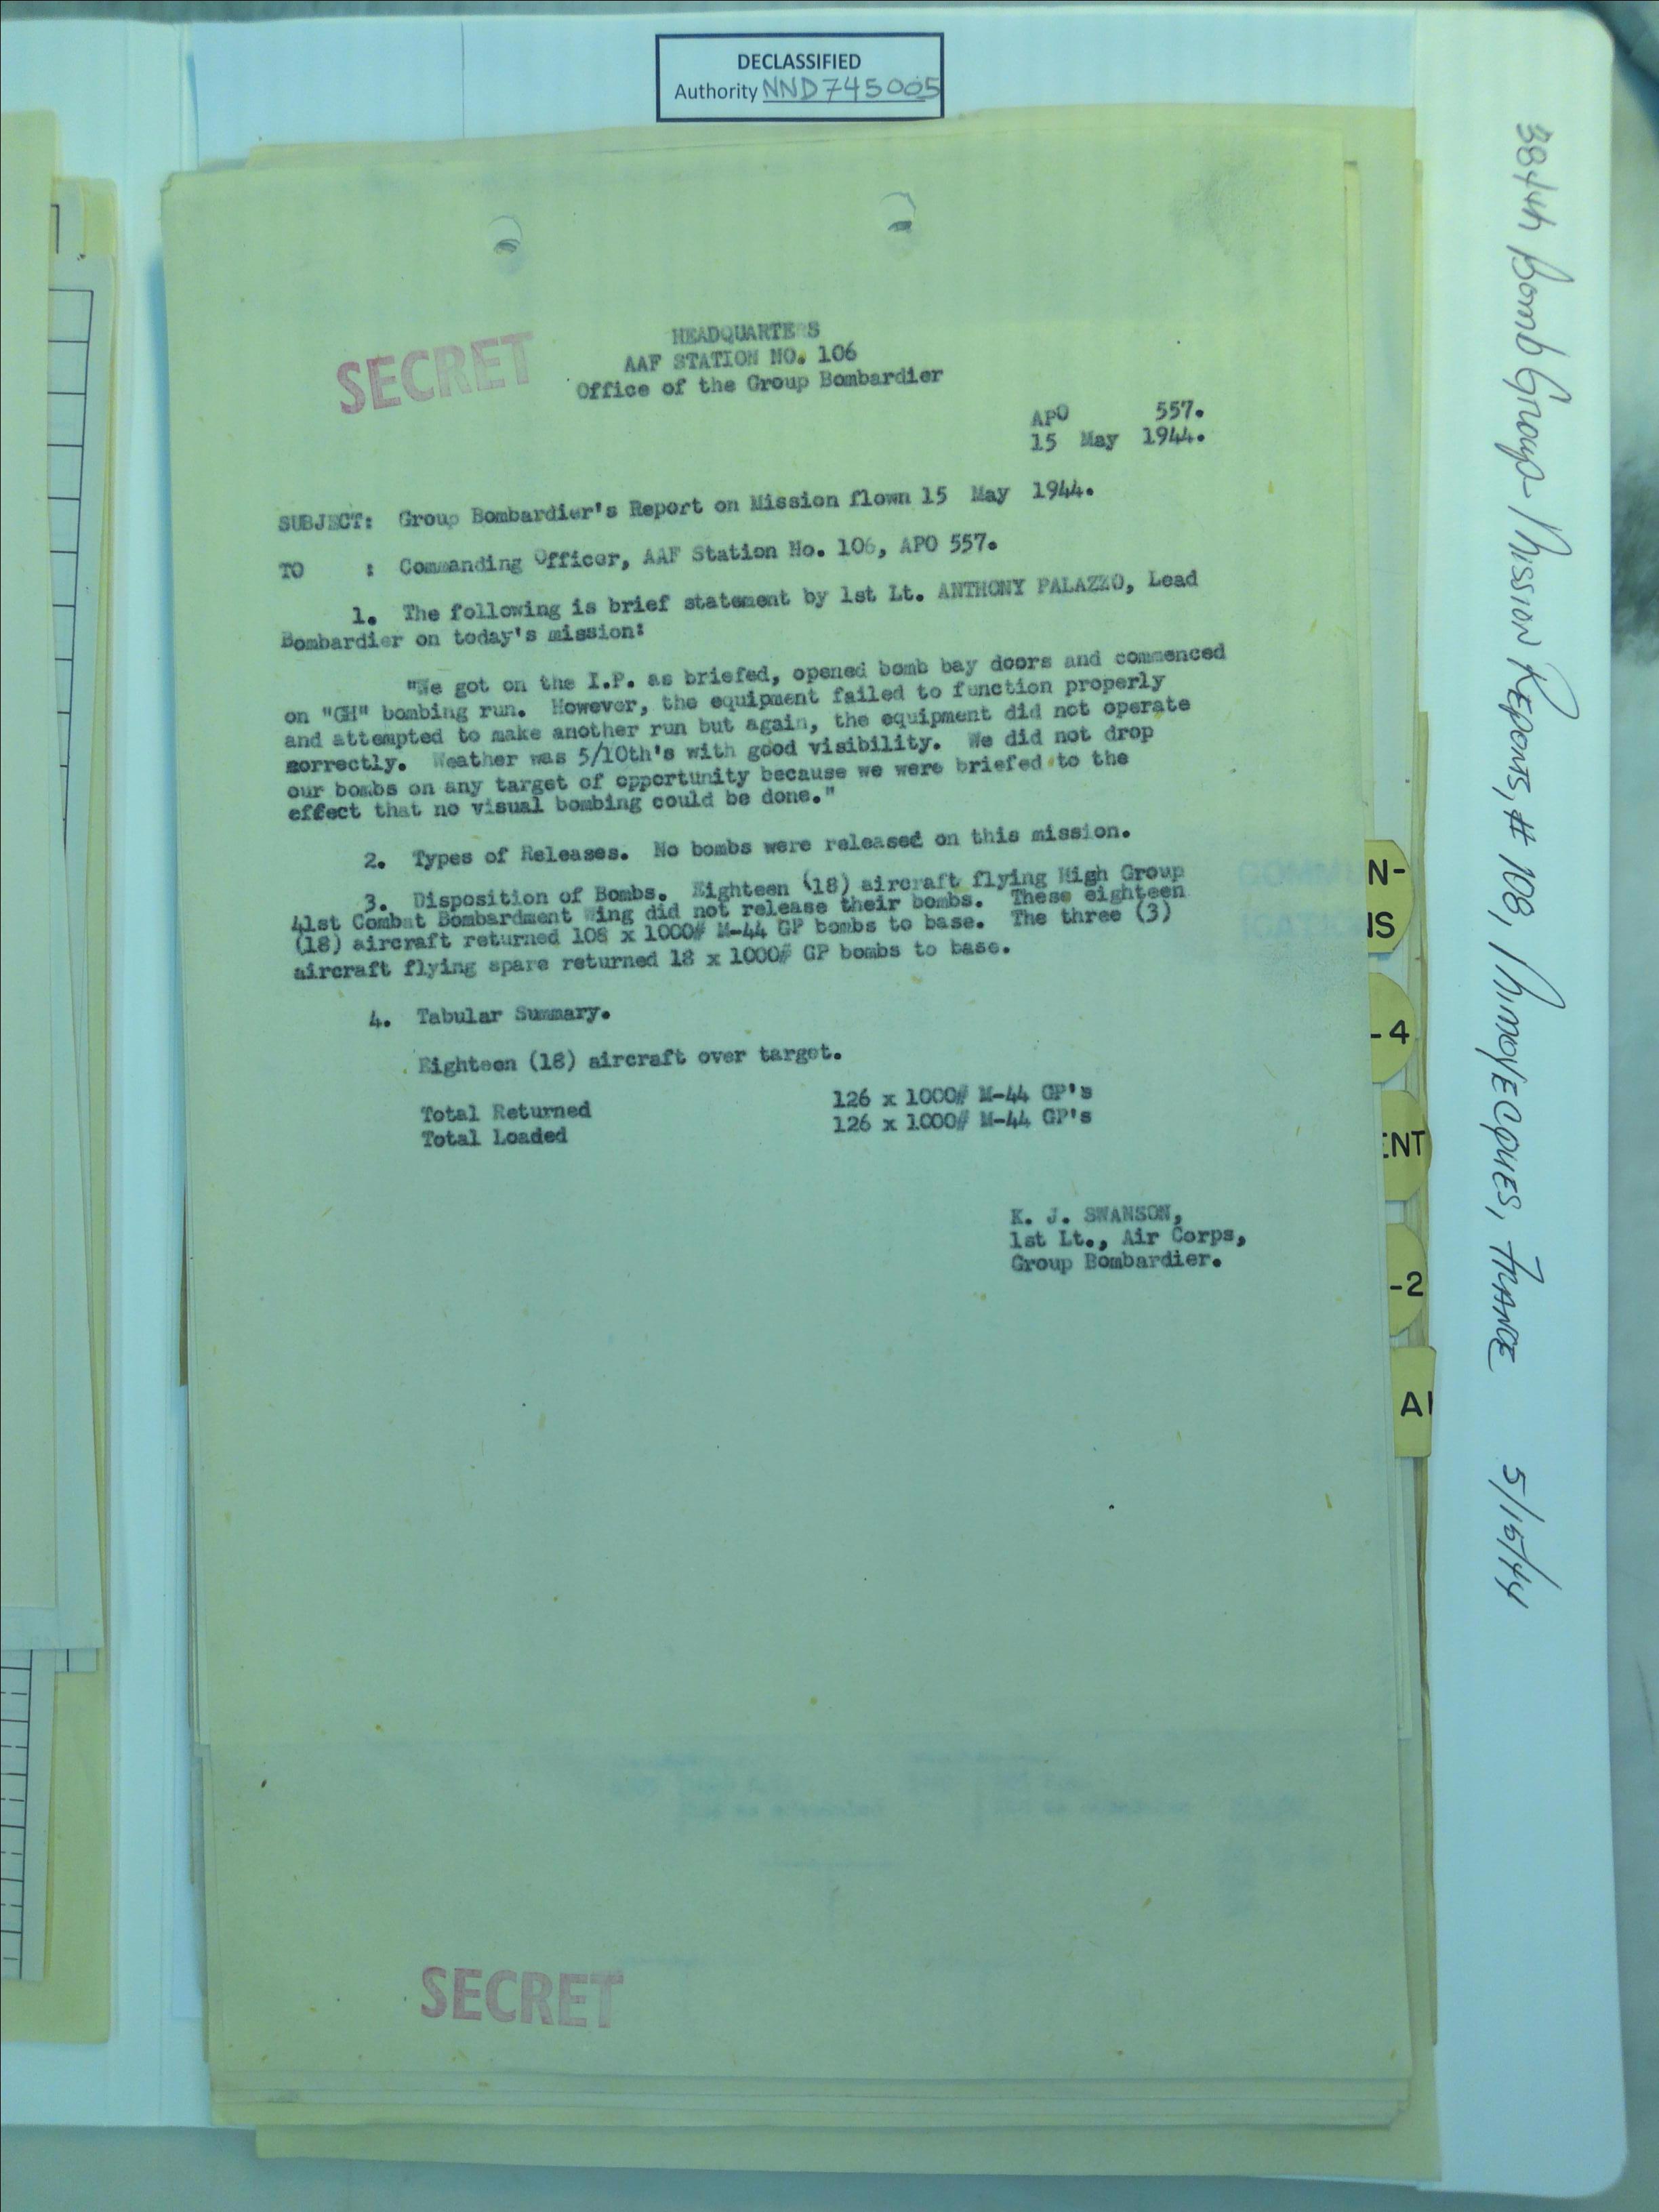 DECLASSIFIED
Authority NND745005
SECRET
HEADQUARTERS
AAF STATION NO. 106
Office of the Group Bombardier
APO 557.
15 May 1944.
SUBJECT: Group Bombardier's Report on Mission flown 15 May 1944.
TO : Commanding Officer, AAF Station No. 106, APO 557.
1. The following is brief statement by 1st Lt. ANTHONY PALAZZO, Lead
Bombardier on today's mission:
"We got on the I.P. as briefed, opened bomb bay doors and commenced
on "GH" bombing run. However, the equipment failed to function properly
and attempted to make another run but again, the equipment did not operate
correctly. Weather was 5/10th's with good visibility. We did not drop
our bombs on any target of opportunity because we were briefed to the
effect that no visual bombing could be done."
2. Types of Releases. No bombs were released on this mission.
3. Disposition of Bombs. Eighteen (18) aircraft flying High Group
41st Combat Bombardment Wing did not release their bombs. These eighteen
(18) aircraft returned 108 x 1000# M-44 GP bombs to base. The three (3)
aircraft flying spare returned 18 x 1000# GP bombs to base.
4. Tabular Summary.
Eighteen (18) aircraft over target.
Total Returned 126 x 1000# M-44 GP's
Total Loaded 126 x 1000# M-44 GP's
K. J. SWANSON,
1st Lt., Air Corps,
Group Bombardier.
SECRET
N-
NS
-4
ENT
-2
384th Bomb Group Mission Reports, # 108, MimoyEcques, France 5/15/44